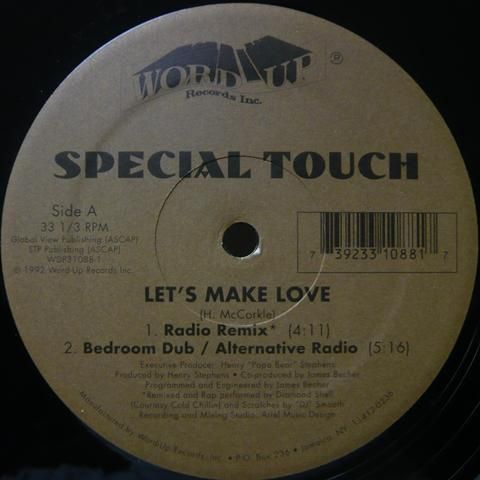 WORD UP ®
Records Inc.
SPECIAL TOUCH
Side A
33 1/3 RPM
Global View Publishing (ASCAP)
STP Publishing (ASCAP)
WSP31088-1
© 1992 Word-Up Records Inc.
7 39233 10881 7
LET'S MAKE LOVE
(H. McCorkle)
1. Radio Remix* (4:11)
2. Bedroom Dub / Alternative Radio (5:16)
Executive Producer: Henry "Papa Bear" Stephens
Produced by Henry Stephens • Co-produced by James Becher
Programmed and Engineered by James Becher
*Remixed and Rap performed by Diamond Shell
(Courtesy Cold Chillin) and Scratches by "DJ" Smooth
Recording and Mixing Studio, Ariel Music Design
Manufactured by Word-Up Records, Inc. • P.O. Box 236 • Jamaica, NY 11412-0236